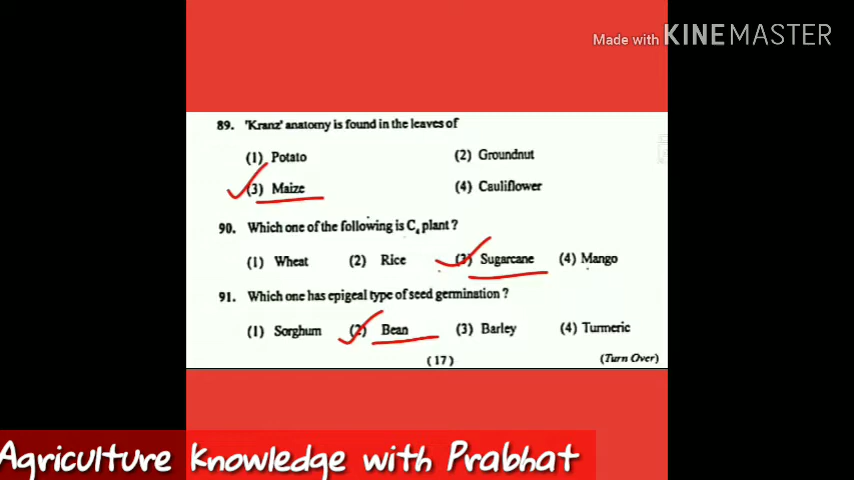 Made with KINEMASTER
89. 'Kranz' anatomy is found in the leaves of
(1) Potato (2) Groundnut
(3) Maize (4) Cauliflower
90. Which one of the following is C4 plant ?
(1) Wheat (2) Rice (3) Sugarcane (4) Mango
91. Which one has epigeal type of seed germination ?
(1) Sorghum (2) Bean (3) Barley (4) Turmeric
(17) (Turn Over)
Agriculture Knowledge with Prabhat